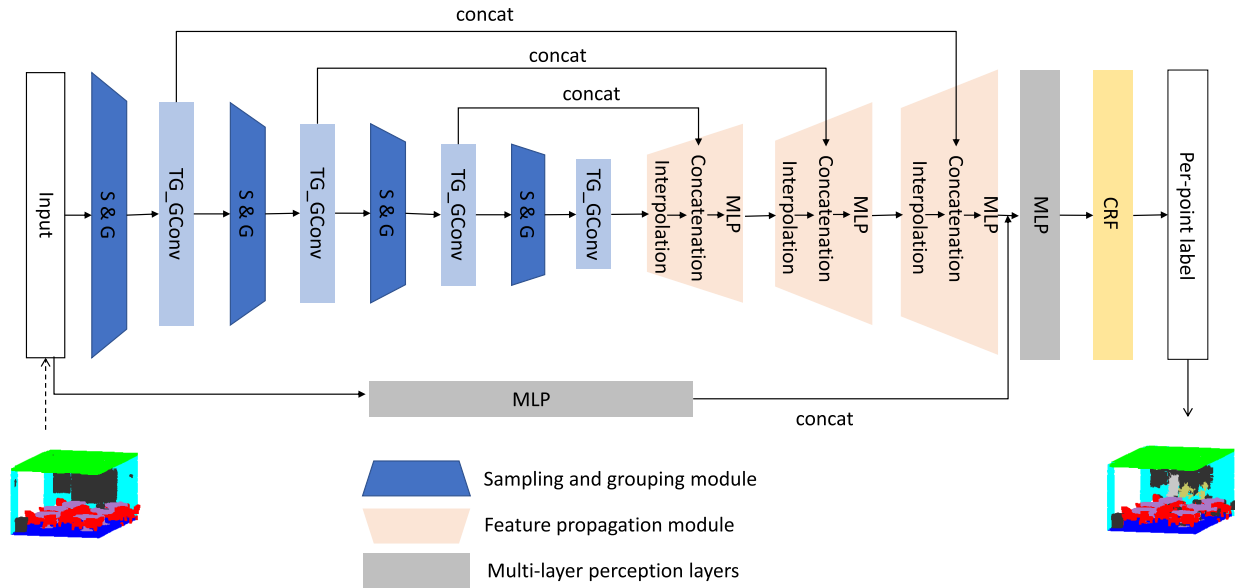 concat
concat
concat
Input
S & G
TG_GConv
S & G
TG_GConv
S & G
TG_GConv
S & G
TG_GConv
Interpolation
Concatenation
MLP
Interpolation
Concatenation
MLP
Interpolation
Concatenation
MLP
MLP
CRF
Per-point label
MLP
concat
Sampling and grouping module
Feature propagation module
Multi-layer perception layers